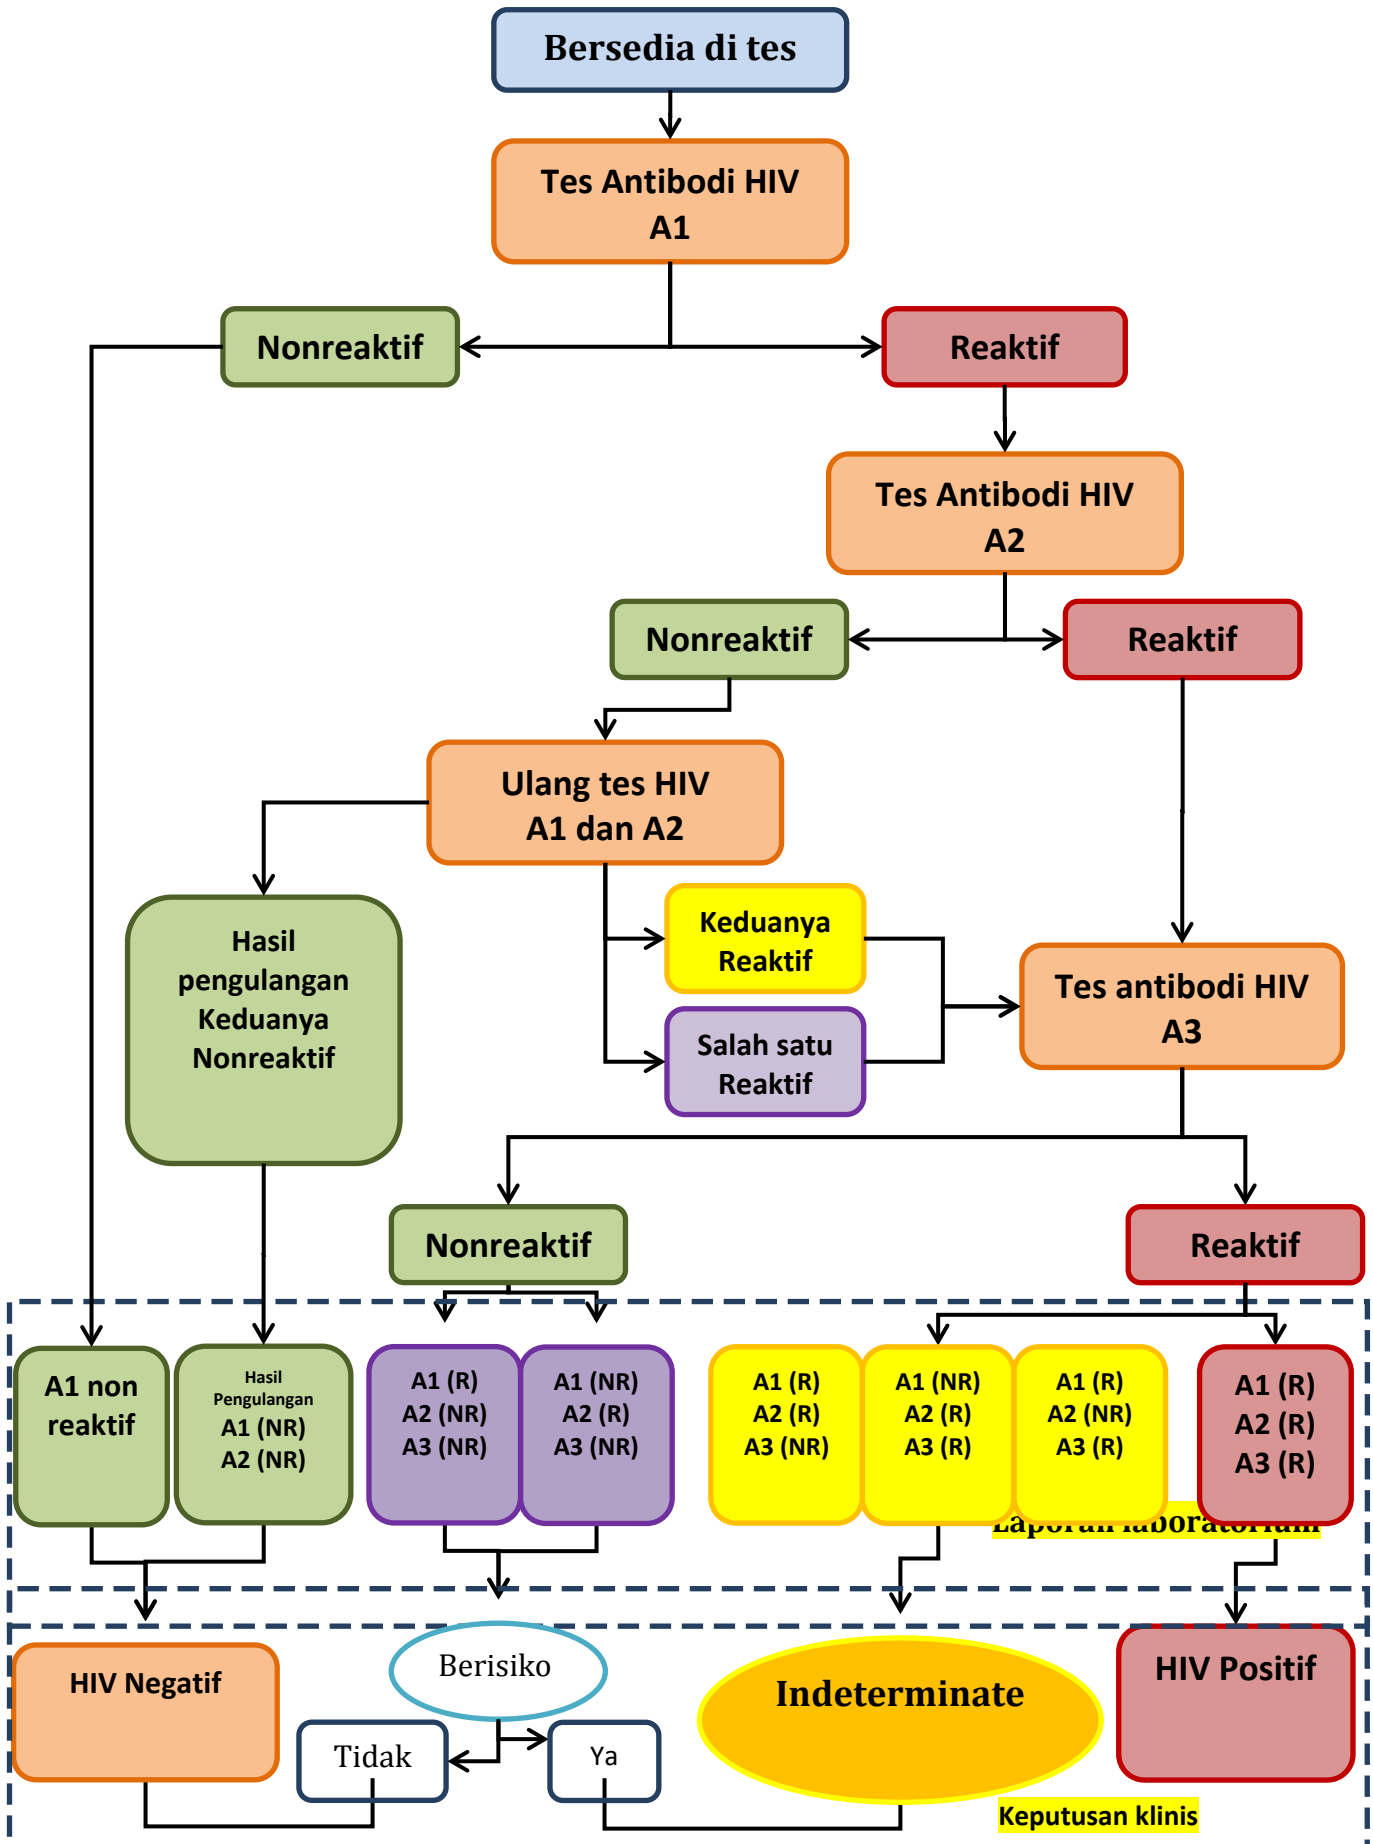 Bersedia di tes
Tes Antibodi HIV
A1
Nonreaktif
Reaktif
Tes Antibodi HIV
A2
Nonreaktif
Reaktif
Ulang tes HIV
A1 dan A2
Hasil
pengulangan
Keduanya
Nonreaktif
Keduanya
Reaktif
Salah satu
Reaktif
Tes antibodi HIV
A3
Nonreaktif
Reaktif
A1 non
reaktif
Hasil
Pengulangan
A1 (NR)
A2 (NR)
A1 (R)
A2 (NR)
A3 (NR)
A1 (NR)
A2 (R)
A3 (NR)
A1 (R)
A2 (R)
A3 (NR)
A1 (NR)
A2 (R)
A3 (R)
A1 (R)
A2 (NR)
A3 (R)
A1 (R)
A2 (R)
A3 (R)
Laporan laboratorium
HIV Negatif
Berisiko
Tidak
Ya
Indeterminate
HIV Positif
Keputusan klinis